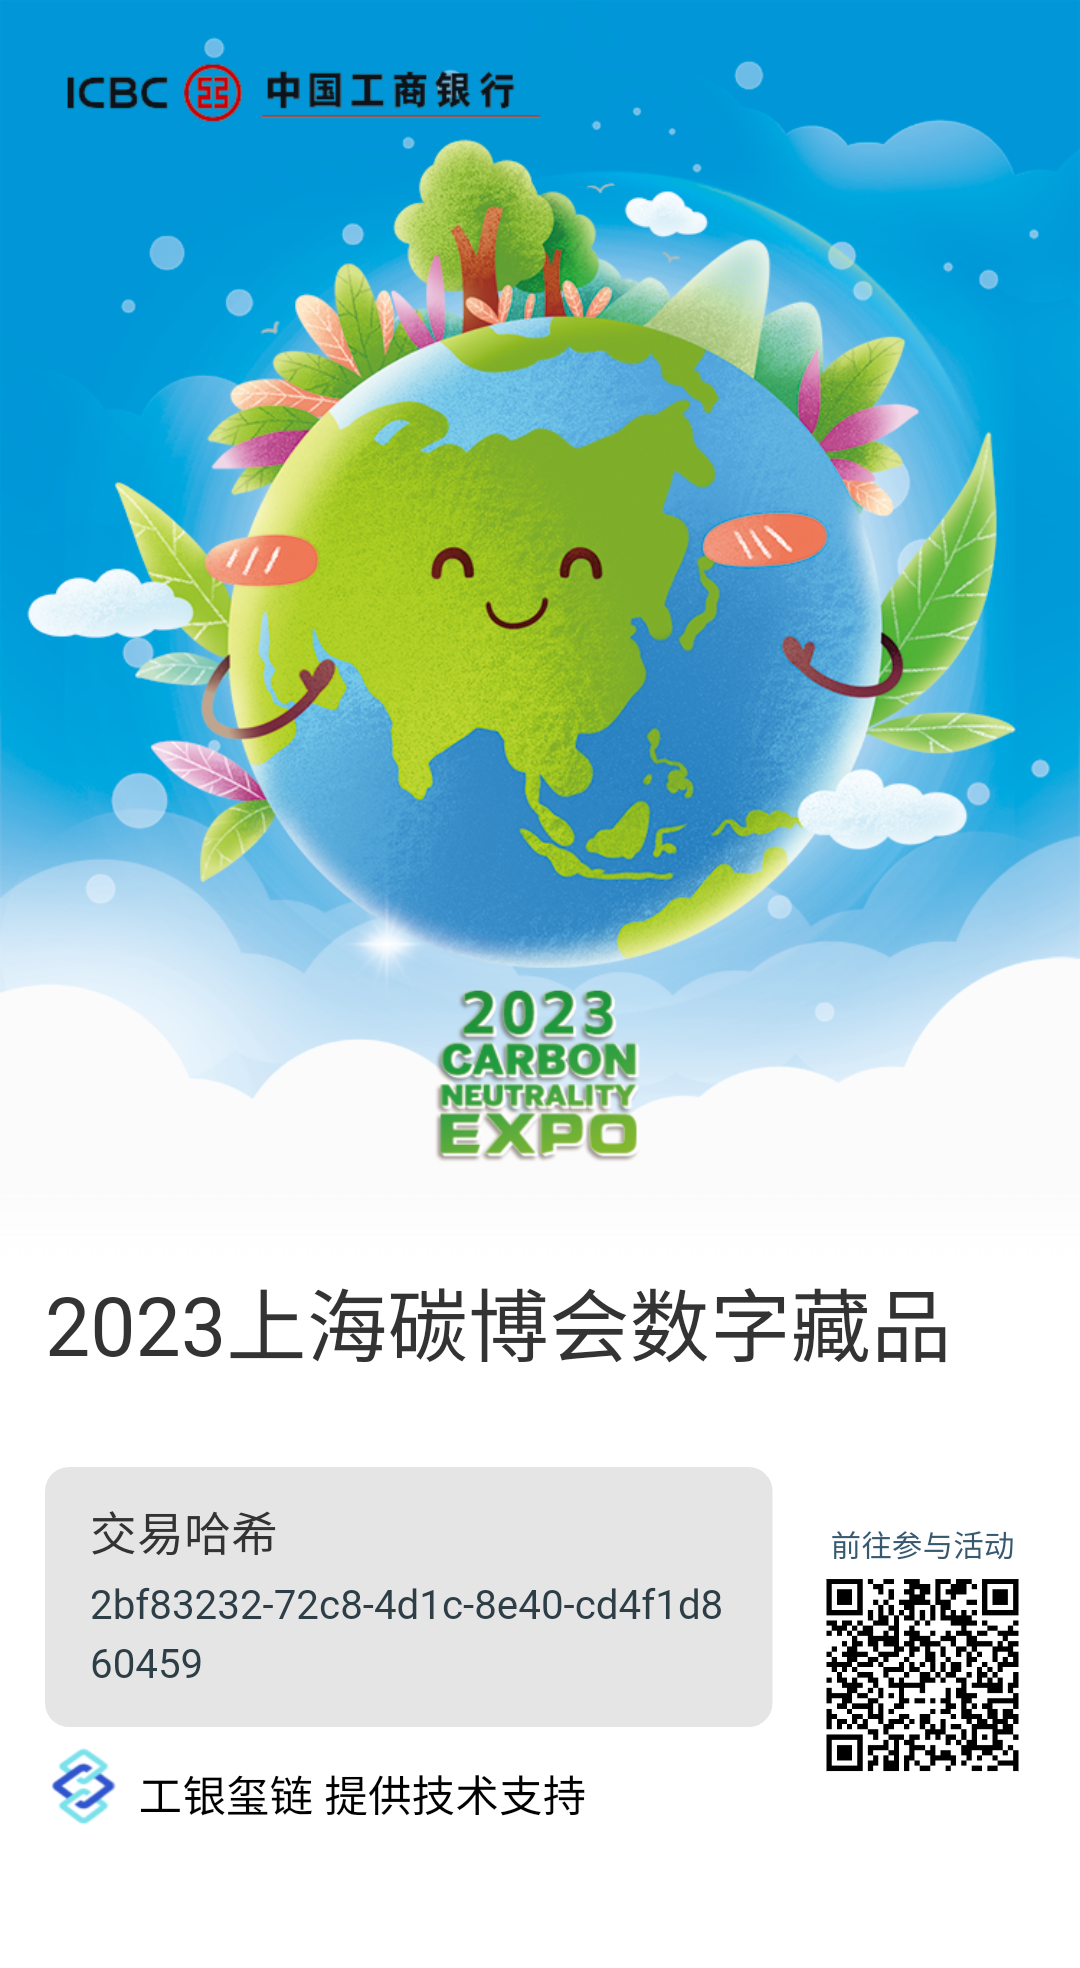 ICBC 中国工商银行
2023
CARBON
NEUTRALITY
EXPO
2023上海碳博会数字藏品
交易哈希
2bf83232-72c8-4d1c-8e40-cd4f1d8
60459
前往参与活动
工银玺链 提供技术支持